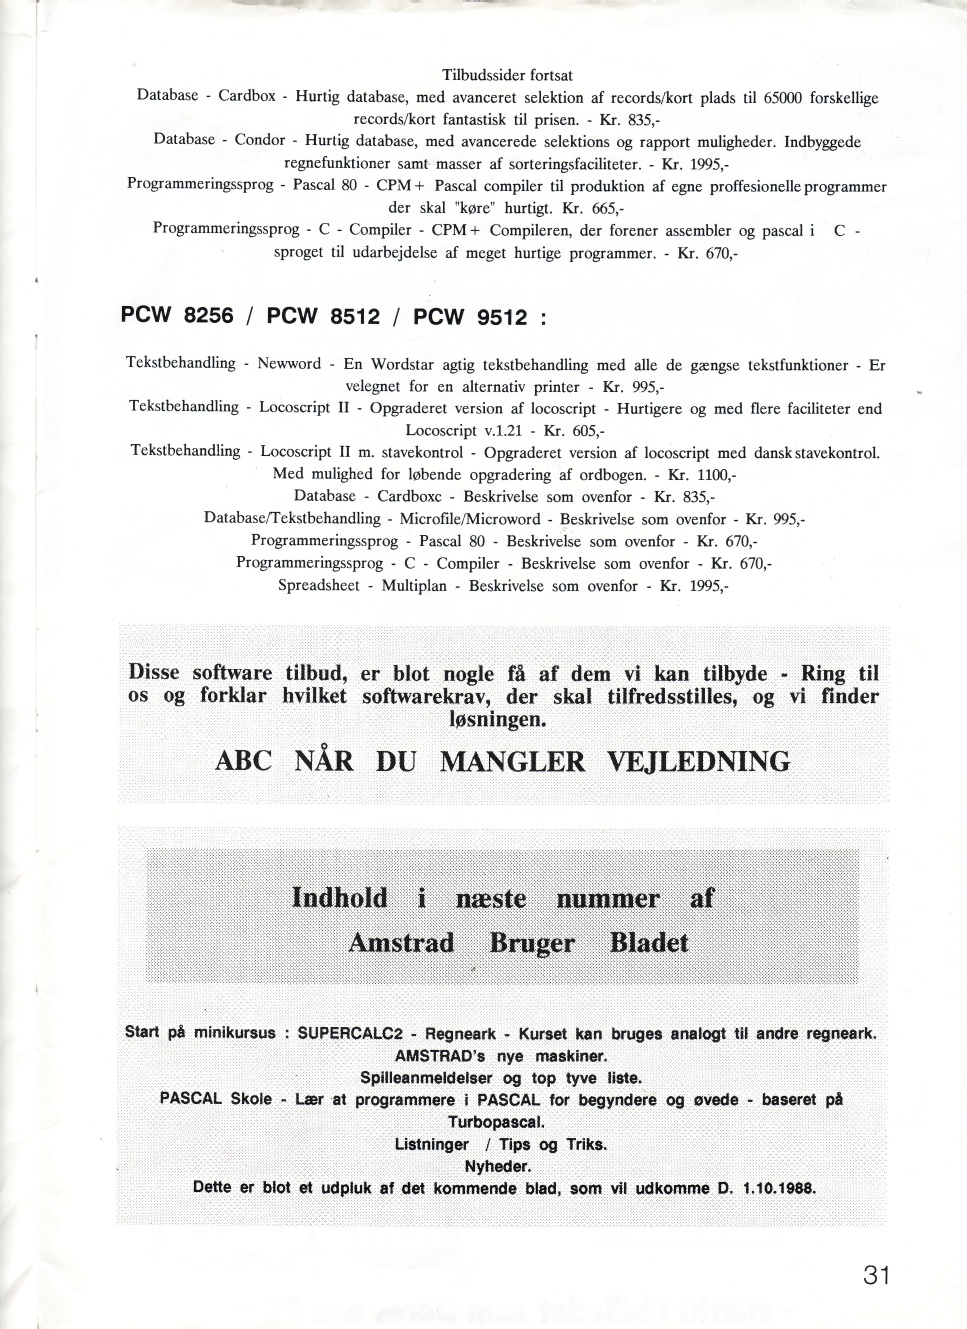 Tilbudssider fortsat
Database - Cardbox - Hurtig database, med avanceret selektion af records/kort plads til 65000 forskellige
records/kort fantastisk til prisen. - Kr. 835,-
Database - Condor - Hurtig database, med avancerede selektions og rapport muligheder. Indbyggede
regnefunktioner samt masser af sorteringsfaciliteter. - Kr. 1995,-
Programmeringssprog - Pascal 80 - CPM+ Pascal compiler til produktion af egne proffesionelle programmer
der skal "køre" hurtigt. Kr. 665,-
Programmeringssprog - C - Compiler - CPM+ Compileren, der forener assembler og pascal i C -
sproget til udarbejdelse af meget hurtige programmer. - Kr. 670,-
PCW 8256 / PCW 8512 / PCW 9512 :
Tekstbehandling - Newword - En Wordstar agtig tekstbehandling med alle de gængse tekstfunktioner - Er
velegnet for en alternativ printer - Kr. 995,-
Tekstbehandling - Locoscript II - Opgraderet version af locoscript - Hurtigere og med flere faciliteter end
Locoscript v.1.21 - Kr. 605,-
Tekstbehandling - Locoscript II m. stavekontrol - Opgraderet version af locoscript med dansk stavekontrol.
Med mulighed for løbende opgradering af ordbogen. - Kr. 1100,-
Database - Cardboxc - Beskrivelse som ovenfor - Kr. 835,-
Database/Tekstbehandling - Microfile/Microword - Beskrivelse som ovenfor - Kr. 995,-
Programmeringssprog - Pascal 80 - Beskrivelse som ovenfor - Kr. 670,-
Programmeringssprog - C - Compiler - Beskrivelse som ovenfor - Kr. 670,-
Spreadsheet - Multiplan - Beskrivelse som ovenfor - Kr. 1995,-
Disse software tilbud, er blot nogle få af dem vi kan tilbyde - Ring til
os og forklar hvilket softwarekrav, der skal tilfredsstilles, og vi finder
løsningen.
ABC NÅR DU MANGLER VEJLEDNING
Indhold i næste nummer af
Amstrad Bruger Bladet
Start på minikursus : SUPERCALC2 - Regneark - Kurset kan bruges analogt til andre regneark.
AMSTRAD's nye maskiner.
Spilleanmeldelser og top tyve liste.
PASCAL Skole - Lær at programmere i PASCAL for begyndere og øvede - baseret på
Turbopascal.
Listninger / Tips og Triks.
Nyheder.
Dette er blot et udpluk af det kommende blad, som vil udkomme D. 1.10.1988.
31